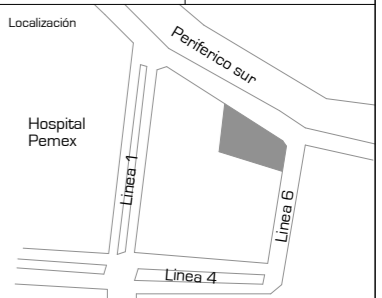 Localización
Periferico sur
Hospital
Pemex
Linea 1
Linea 6
Linea 4